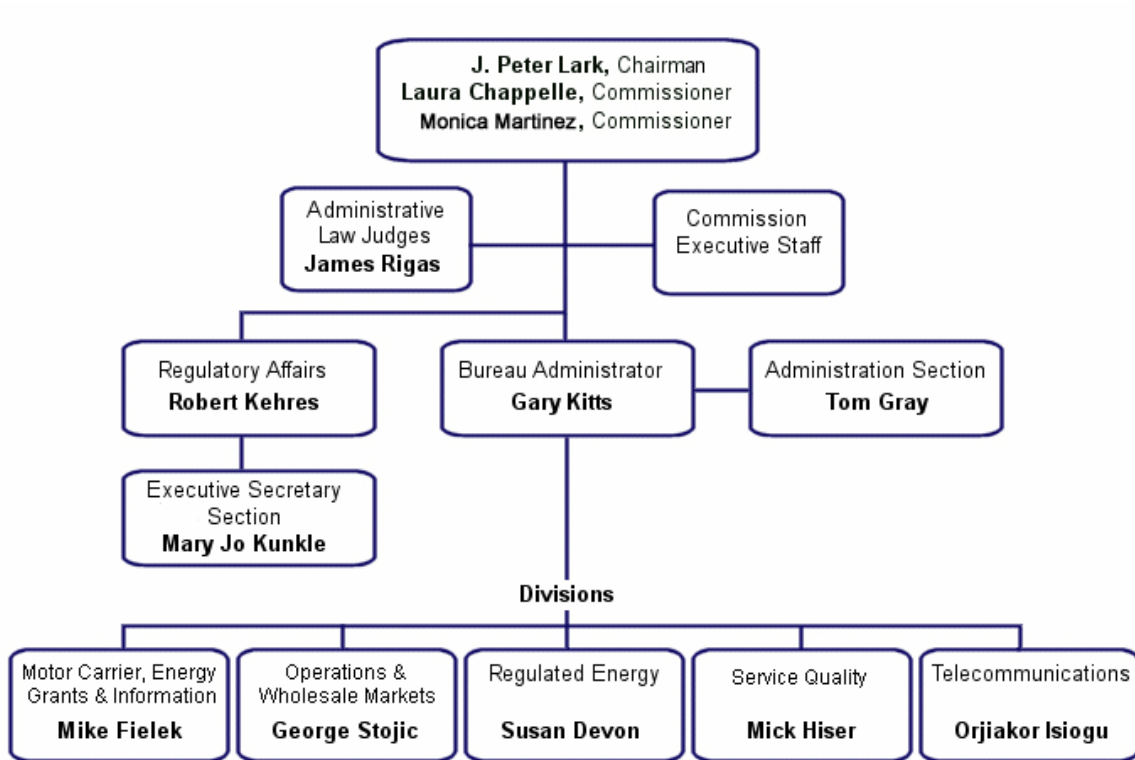 J. Peter Lark, Chairman
Laura Chappelle, Commissioner
Monica Martinez, Commissioner
Administrative
Law Judges
James Rigas
Commission
Executive Staff
Regulatory Affairs
Robert Kehres
Bureau Administrator
Gary Kitts
Administration Section
Tom Gray
Executive Secretary
Section
Mary Jo Kunkle
Divisions
Motor Carrier, Energy
Grants & Information
Mike Fielek
Operations &
Wholesale Markets
George Stojic
Regulated Energy
Susan Devon
Service Quality
Mick Hiser
Telecommunications
Orjiakor Isiogu